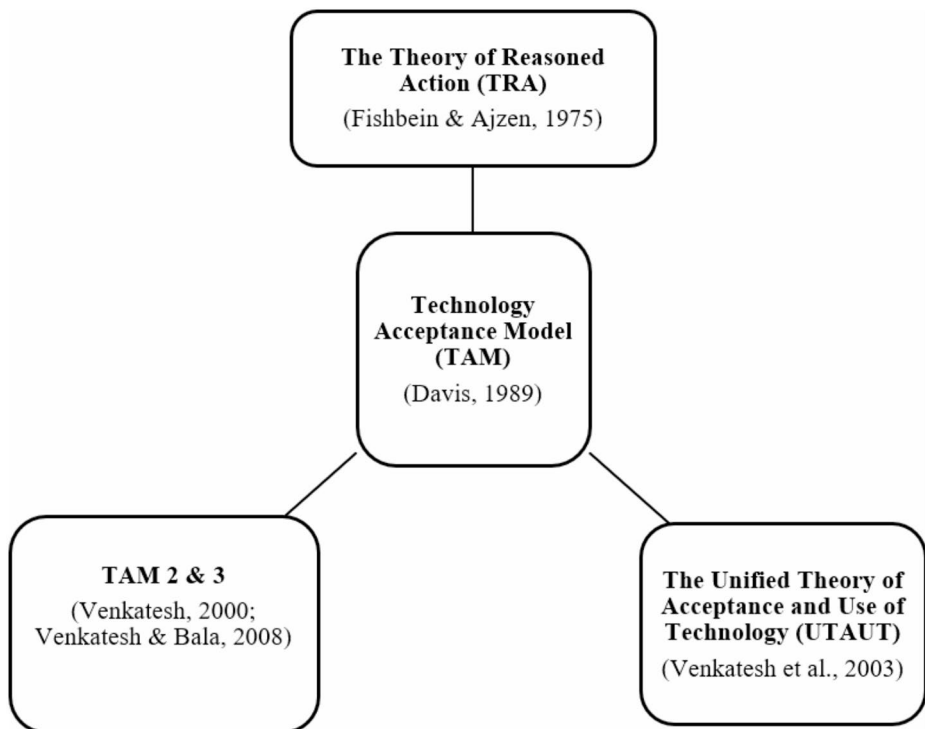 The Theory of Reasoned
Action (TRA)
(Fishbein & Ajzen, 1975)
Technology
Acceptance Model
(TAM)
(Davis, 1989)
TAM 2 & 3
(Venkatesh, 2000;
Venkatesh & Bala, 2008)
The Unified Theory of
Acceptance and Use of
Technology (UTAUT)
(Venkatesh et al., 2003)